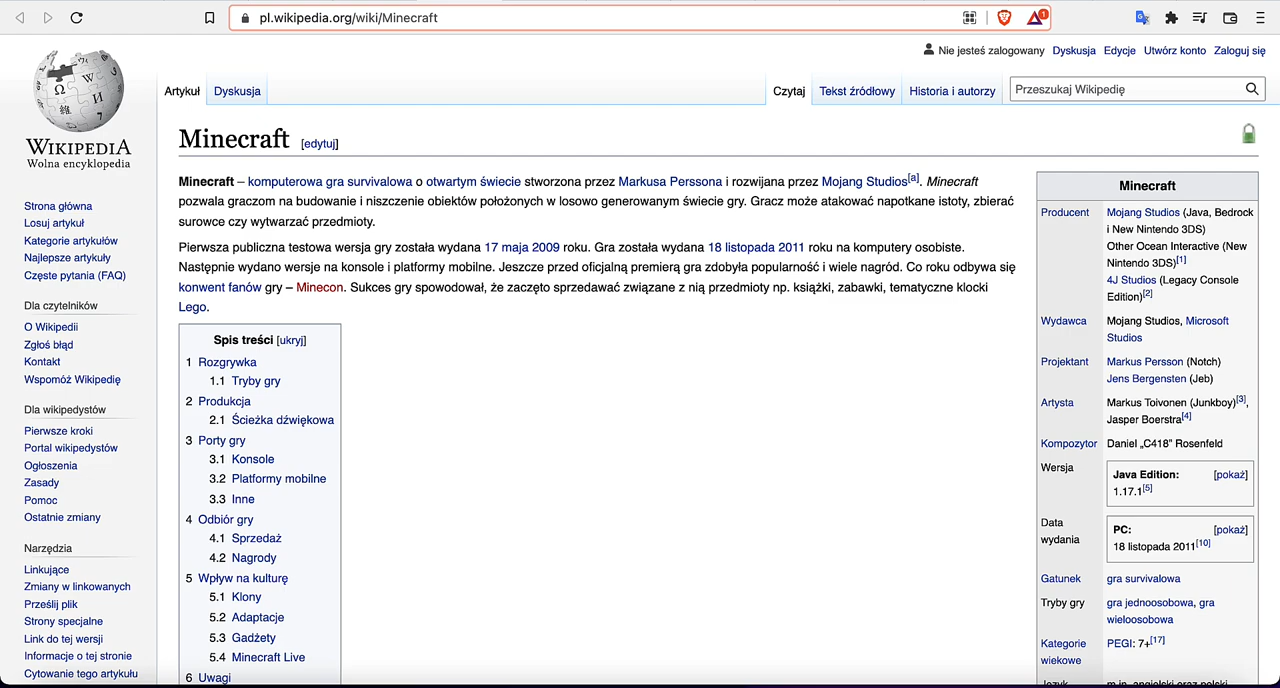 pl.wikipedia.org/wiki/Minecraft
1
Nie jesteś zalogowany Dyskusja Edycje Utwórz konto Zaloguj się
Artykuł Dyskusja Czytaj Tekst źródłowy Historia i autorzy Przeszukaj Wikipedię
WIKIPEDIA
Wolna encyklopedia
Strona główna
Losuj artykuł
Kategorie artykułów
Najlepsze artykuły
Częste pytania (FAQ)
Dla czytelników
O Wikipedii
Zgłoś błąd
Kontakt
Wspomóż Wikipedię
Dla wikipedystów
Pierwsze kroki
Portal wikipedystów
Ogłoszenia
Zasady
Pomoc
Ostatnie zmiany
Narzędzia
Linkujące
Zmiany w linkowanych
Prześlij plik
Strony specjalne
Link do tej wersji
Informacje o tej stronie
Cytowanie tego artykułu
Minecraft [edytuj]
Minecraft – komputerowa gra survivalowa o otwartym świecie stworzona przez Markusa Perssona i rozwijana przez Mojang Studios[a]. Minecraft
pozwala graczom na budowanie i niszczenie obiektów położonych w losowo generowanym świecie gry. Gracz może atakować napotkane istoty, zbierać
surowce czy wytwarzać przedmioty.
Pierwsza publiczna testowa wersja gry została wydana 17 maja 2009 roku. Gra została wydana 18 listopada 2011 roku na komputery osobiste.
Następnie wydano wersje na konsole i platformy mobilne. Jeszcze przed oficjalną premierą gra zdobyła popularność i wiele nagród. Co roku odbywa się
konwent fanów gry – Minecon. Sukces gry spowodował, że zaczęto sprzedawać związane z nią przedmioty np. książki, zabawki, tematyczne klocki
Lego.
Spis treści [ukryj]
1 Rozgrywka
1.1 Tryby gry
2 Produkcja
2.1 Ścieżka dźwiękowa
3 Porty gry
3.1 Konsole
3.2 Platformy mobilne
3.3 Inne
4 Odbiór gry
4.1 Sprzedaż
4.2 Nagrody
5 Wpływ na kulturę
5.1 Klony
5.2 Adaptacje
5.3 Gadżety
5.4 Minecraft Live
6 Uwagi
Minecraft
Producent Mojang Studios (Java, Bedrock
i New Nintendo 3DS)
Other Ocean Interactive (New
Nintendo 3DS)[1]
4J Studios (Legacy Console
Edition)[2]
Wydawca Mojang Studios, Microsoft
Studios
Projektant Markus Persson (Notch)
Jens Bergensten (Jeb)
Artysta Markus Toivonen (Junkboy)[3],
Jasper Boerstra[4]
Kompozytor Daniel „C418” Rosenfeld
Wersja Java Edition: [pokaż]
1.17.1[5]
Data
wydania
PC: [pokaż]
18 listopada 2011[10]
Gatunek gra survivalowa
Tryby gry gra jednoosobowa, gra
wieloosobowa
Kategorie
wiekowe
PEGI: 7+[17]
Język m.in. angielski oraz polski